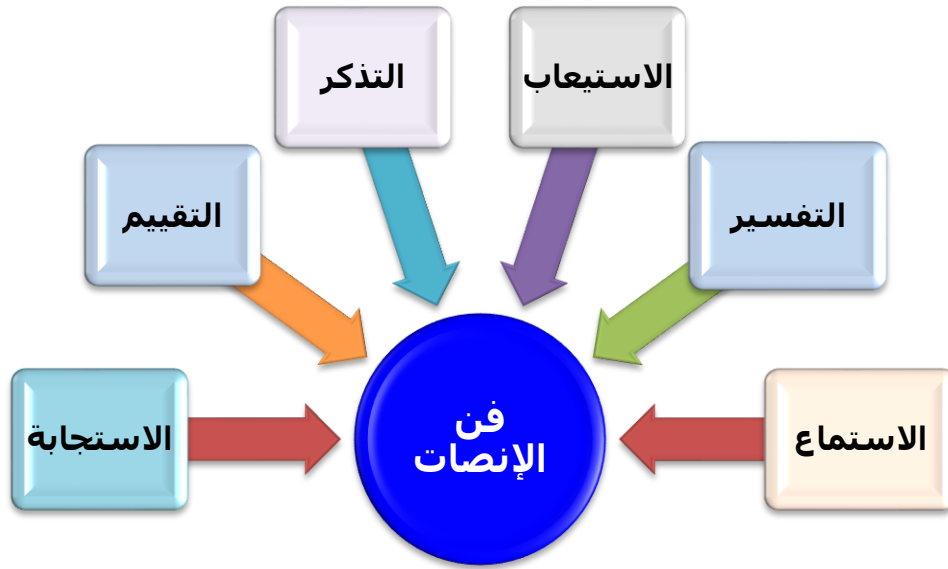 التذكر
الاستيعاب
التقييم
التفسير
الاستجابة
فن
الإنصات
الاستماع